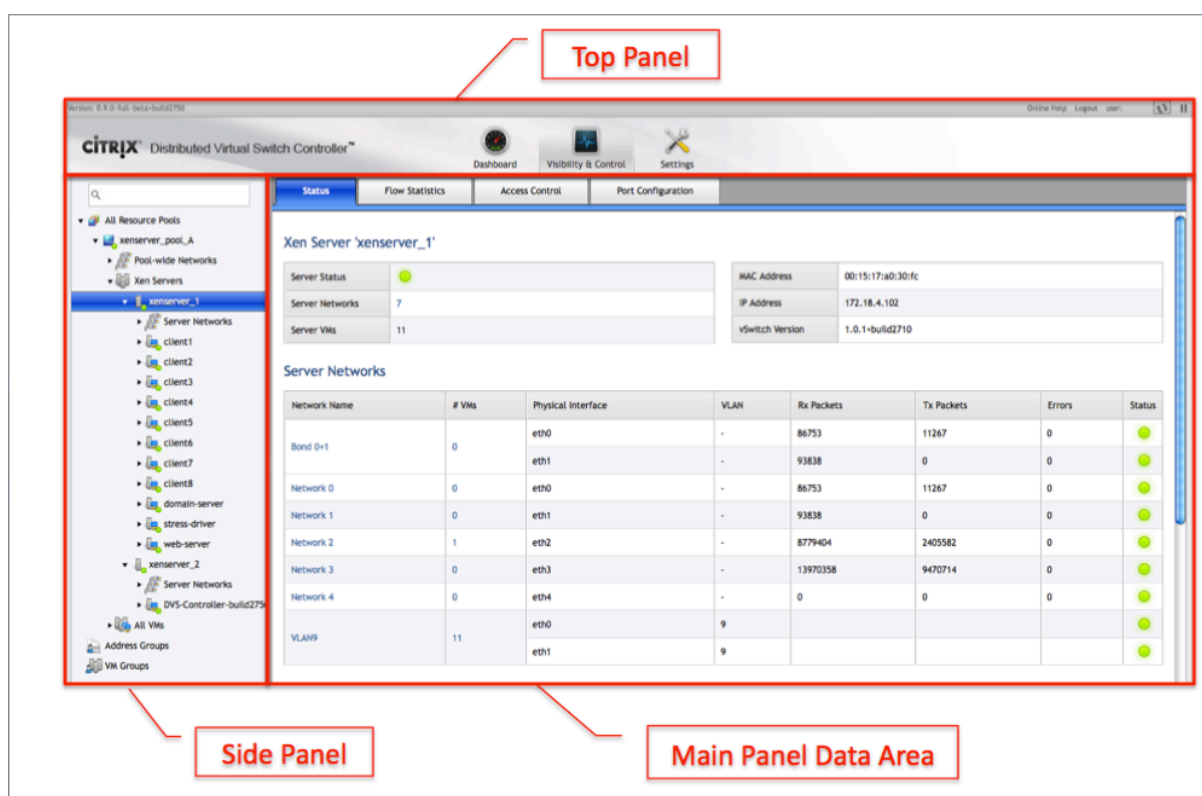 Top Panel
Version: 0.9.0-full-beta+build2750
Online Help Logout user:
CITRIX Distributed Virtual Switch Controller™
Dashboard Visibility & Control Settings
Status Flow Statistics Access Control Port Configuration
All Resource Pools
xenserver_pool_A
Pool-wide Networks
Xen Servers
xenserver_1
Server Networks
client1
client2
client3
client4
client5
client6
client7
client8
domain-server
stress-driver
web-server
xenserver_2
Server Networks
DVS-Controller-build275
All VMs
Address Groups
VM Groups
Xen Server 'xenserver_1'
Server Status
Server Networks 7
Server VMs 11
MAC Address 00:15:17:a0:30:fc
IP Address 172.18.4.102
vSwitch Version 1.0.1+build2710
Server Networks
Network Name # VMs Physical Interface VLAN Rx Packets Tx Packets Errors Status
Bond 0+1 0
eth0 - 86753 11267 0
eth1 - 93838 0 0
Network 0 0 eth0 - 86753 11267 0
Network 1 0 eth1 - 93838 0 0
Network 2 1 eth2 - 8779404 2405582 0
Network 3 0 eth3 - 13970358 9470714 0
Network 4 0 eth4 - 0 0 0
VLAN9 11
eth0 9
eth1 9
Side Panel
Main Panel Data Area